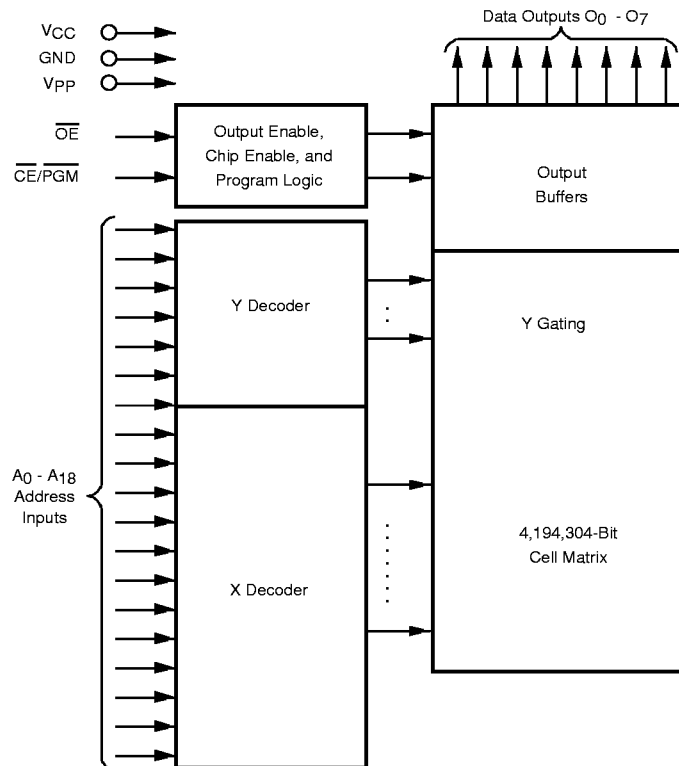 Data Outputs O0 - O7
VCC
GND
VPP
OE
CE/PGM
Output Enable,
Chip Enable, and
Program Logic
Output
Buffers
Y Decoder
Y Gating
A0 - A18
Address
Inputs
4,194,304-Bit
Cell Matrix
X Decoder